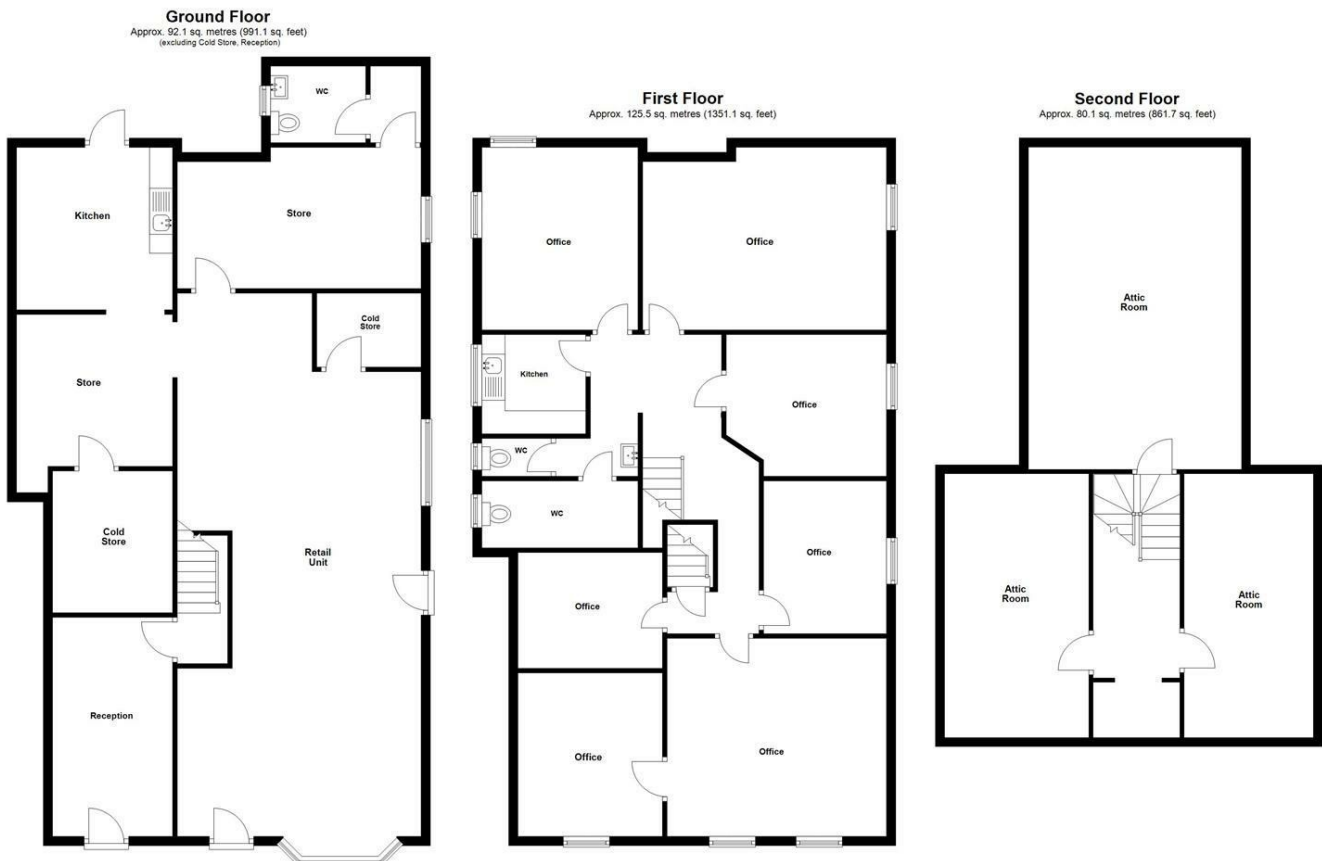 Ground Floor
Approx. 92.1 sq. metres (991.1 sq. feet)
(excluding Cold Store, Reception)
WC
Kitchen
Store
Cold
Store
Store
Cold
Store
Retail
Unit
Reception
First Floor
Approx. 125.5 sq. metres (1351.1 sq. feet)
Office
Office
Kitchen
Office
WC
WC
Office
Office
Office
Office
Second Floor
Approx. 80.1 sq. metres (861.7 sq. feet)
Attic
Room
Attic
Room
Attic
Room